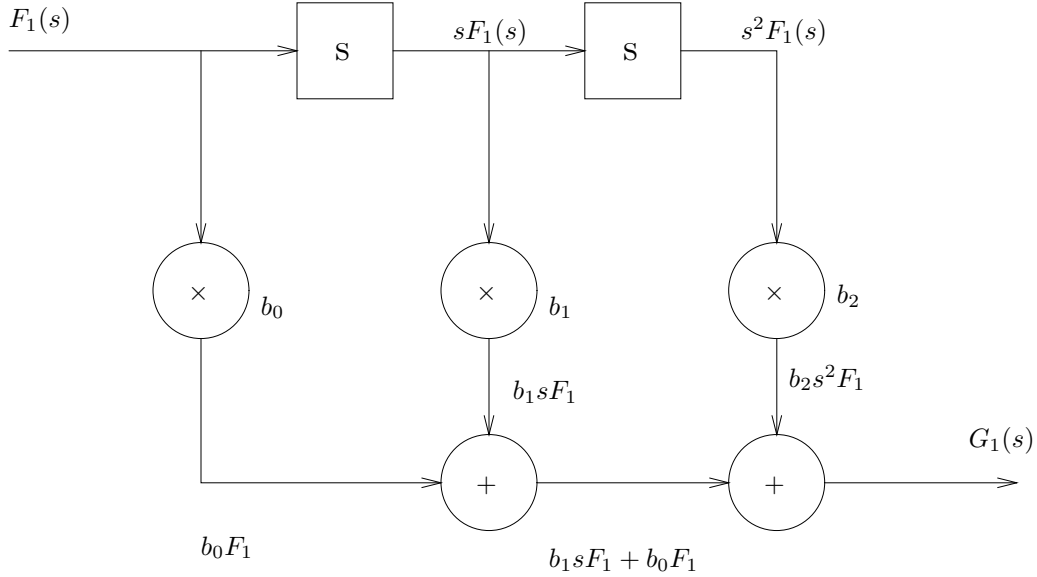 F₁(s)
sF₁(s)
s²F₁(s)
S
S
×
b₀
×
b₁
×
b₂
b₁sF₁
b₂s²F₁
G₁(s)
+
+
b₀F₁
b₁sF₁ + b₀F₁